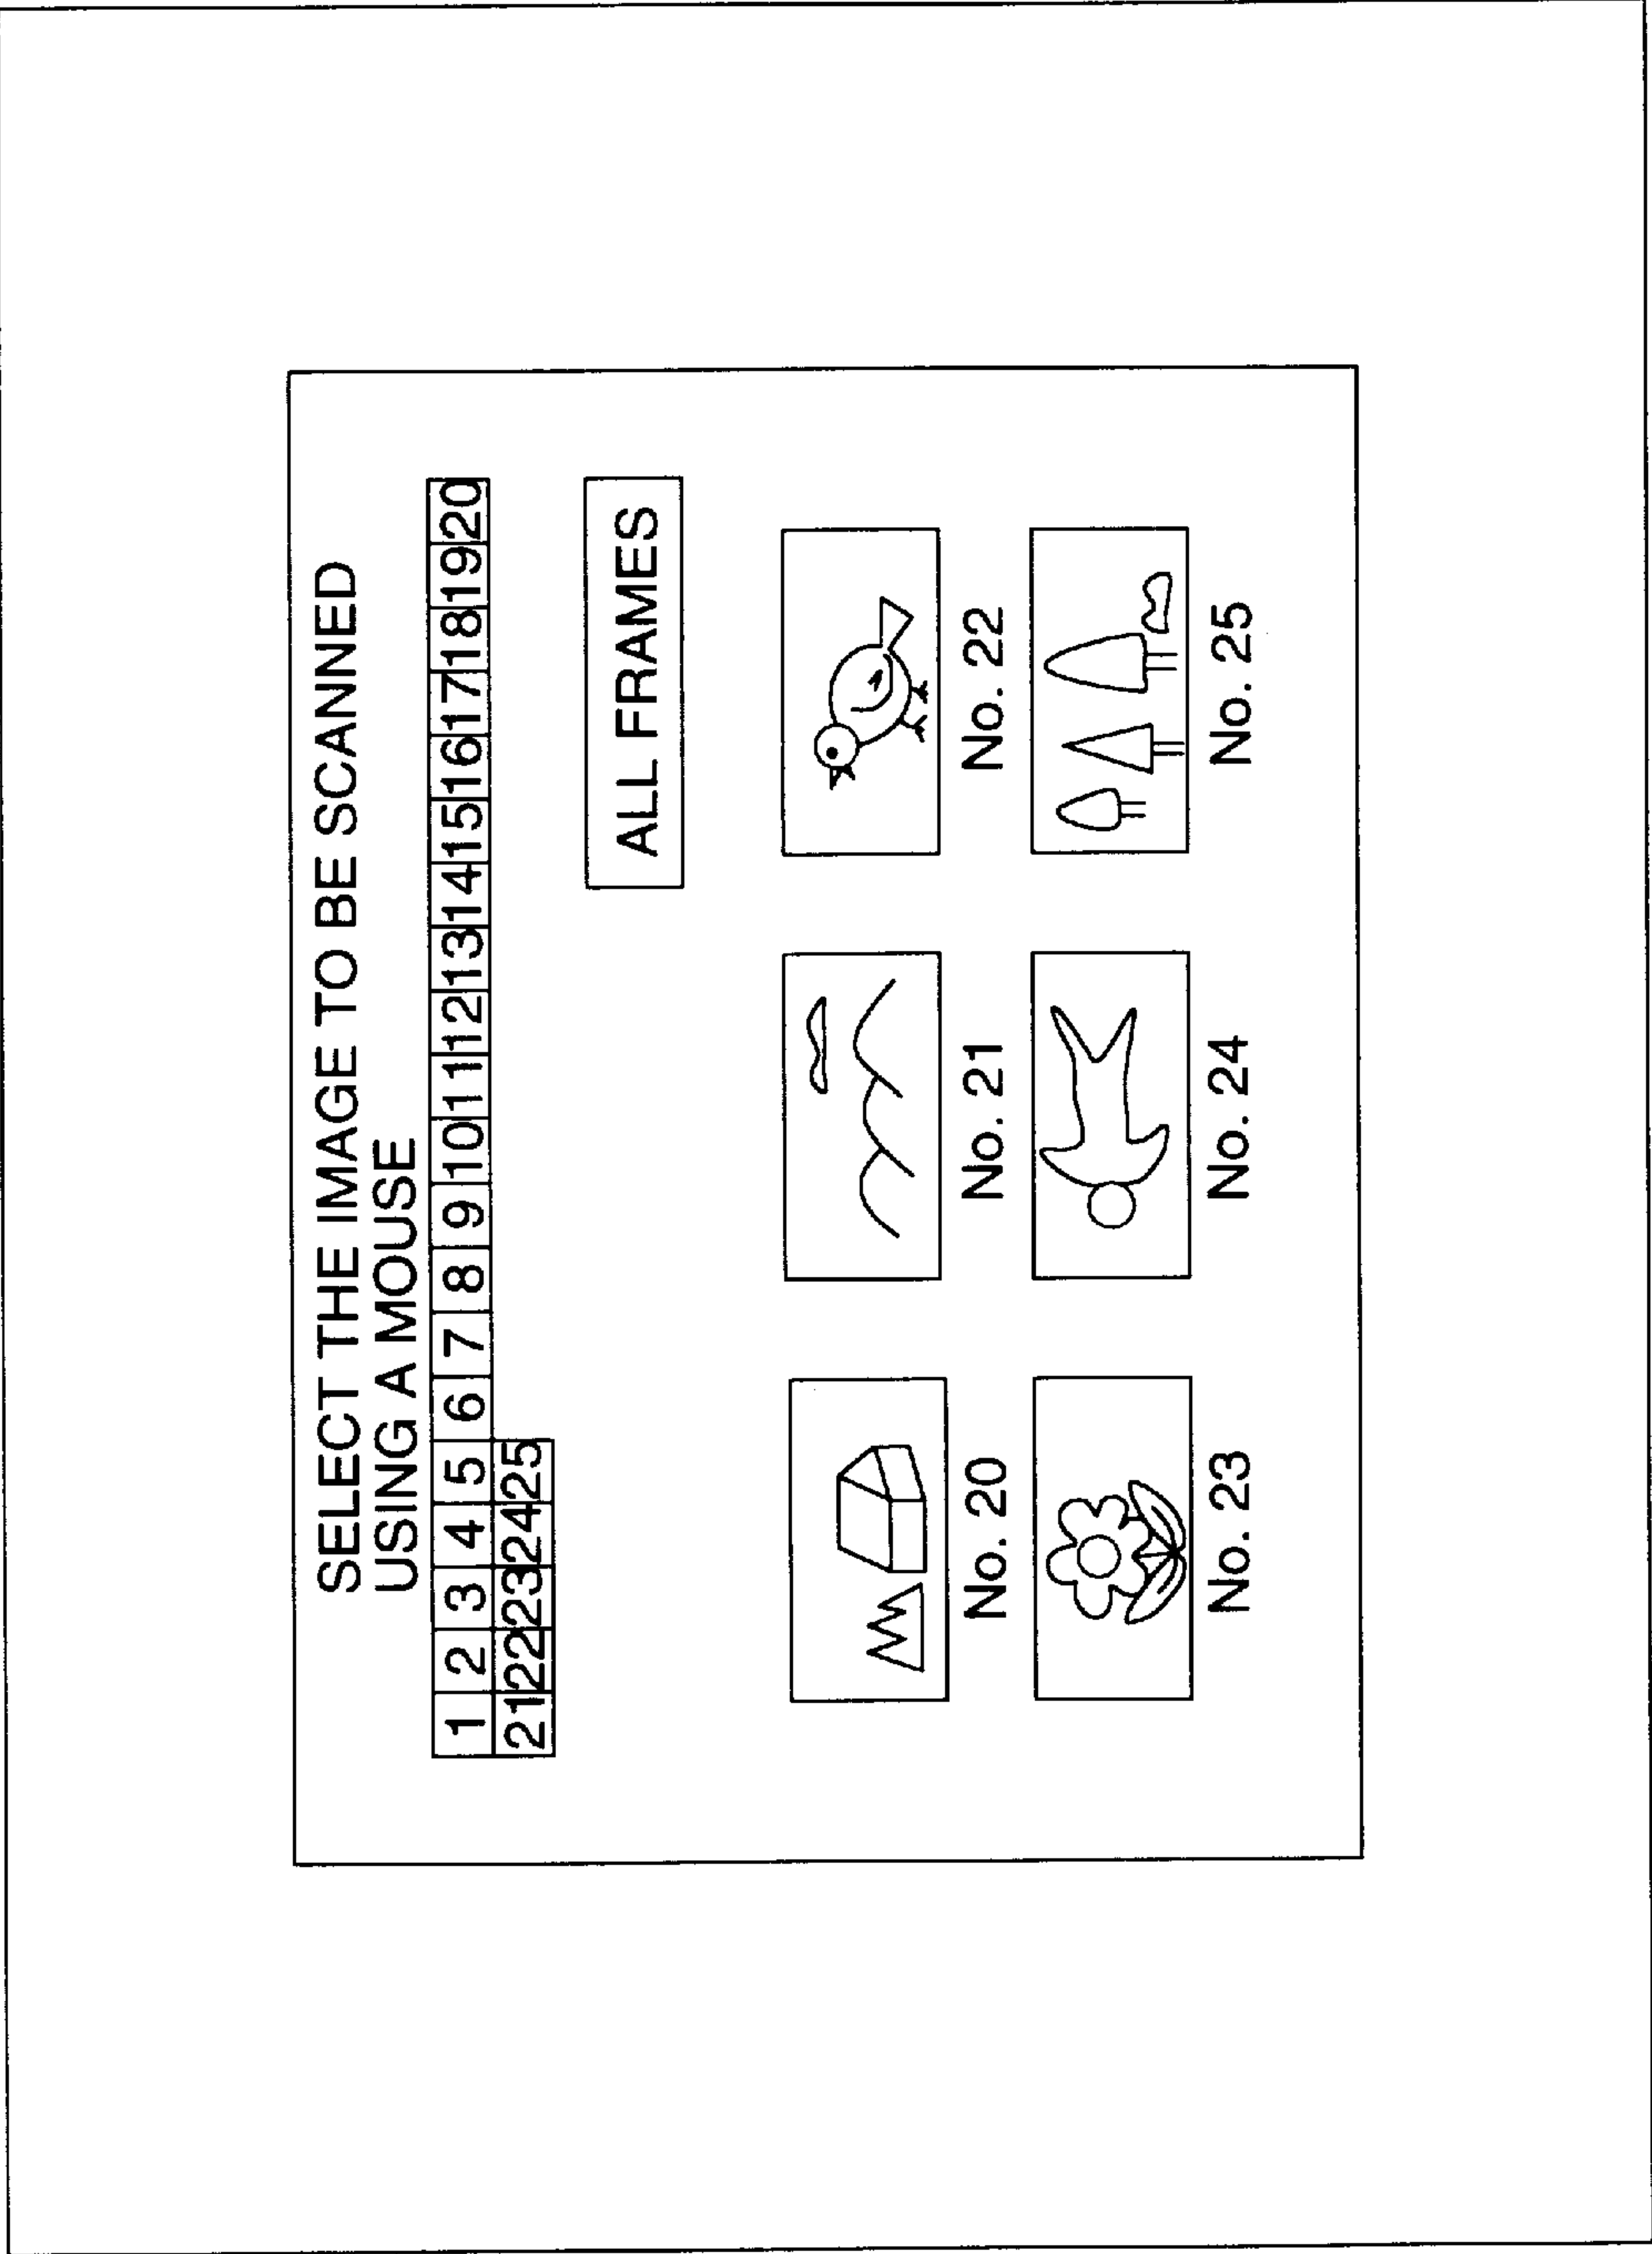 SELECT THE IMAGE TO BE SCANNED
USING A MOUSE
1 2 3 4 5 6 7 8 9 10 11 12 13 14 15 16 17 18 19 20
21 22 23 24 25
ALL FRAMES
No. 20 No. 21 No. 22
No. 23 No. 24 No. 25